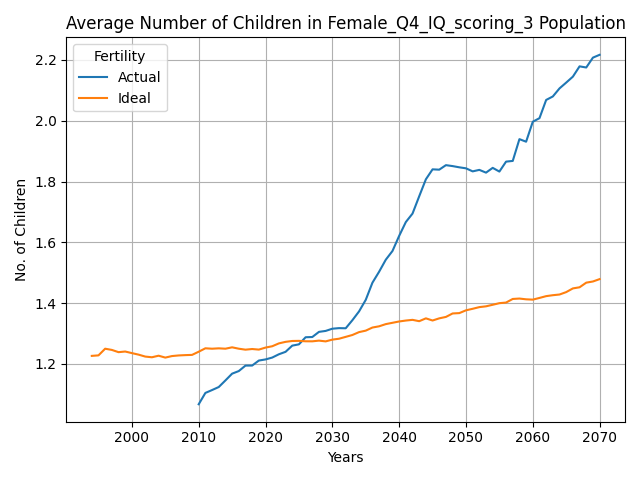 Average Number of Children in Female_Q4_IQ_scoring_3 Population
Fertility
Actual
Ideal
No. of Children
2.2
2.0
1.8
1.6
1.4
1.2
2000 2010 2020 2030 2040 2050 2060 2070
Years